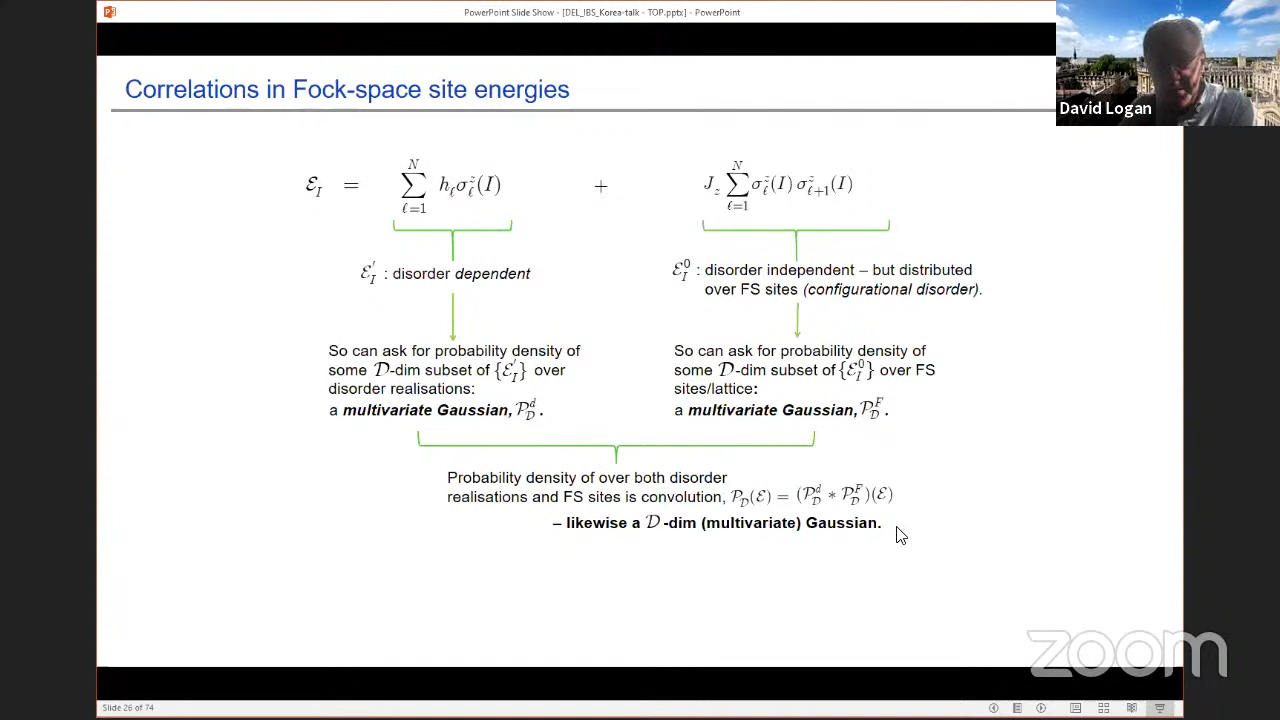 PowerPoint Slide Show - [DEL_IBS_Korea-talk - TOP.pptx] - PowerPoint
David Logan
Correlations in Fock-space site energies
ℰ_I = ∑_{ℓ=1}^{N} h_ℓ σ_ℓ^z(I) + J_z ∑_{ℓ=1}^{N} σ_ℓ^z(I) σ_{ℓ+1}^z(I)
ℰ_I^′ : disorder dependent
ℰ_I^0 : disorder independent – but distributed
over FS sites (configurational disorder).
So can ask for probability density of
some 𝒟-dim subset of {ℰ_I^′} over
disorder realisations:
a multivariate Gaussian, 𝒫_𝒟^d .
So can ask for probability density of
some 𝒟-dim subset of {ℰ_I^0} over FS
sites/lattice:
a multivariate Gaussian, 𝒫_𝒟^F .
Probability density of over both disorder
realisations and FS sites is convolution, 𝒫_𝒟(ℰ) = (𝒫_𝒟^d ∗ 𝒫_𝒟^F)(ℰ)
– likewise a 𝒟-dim (multivariate) Gaussian.
zoom
Slide 26 of 74